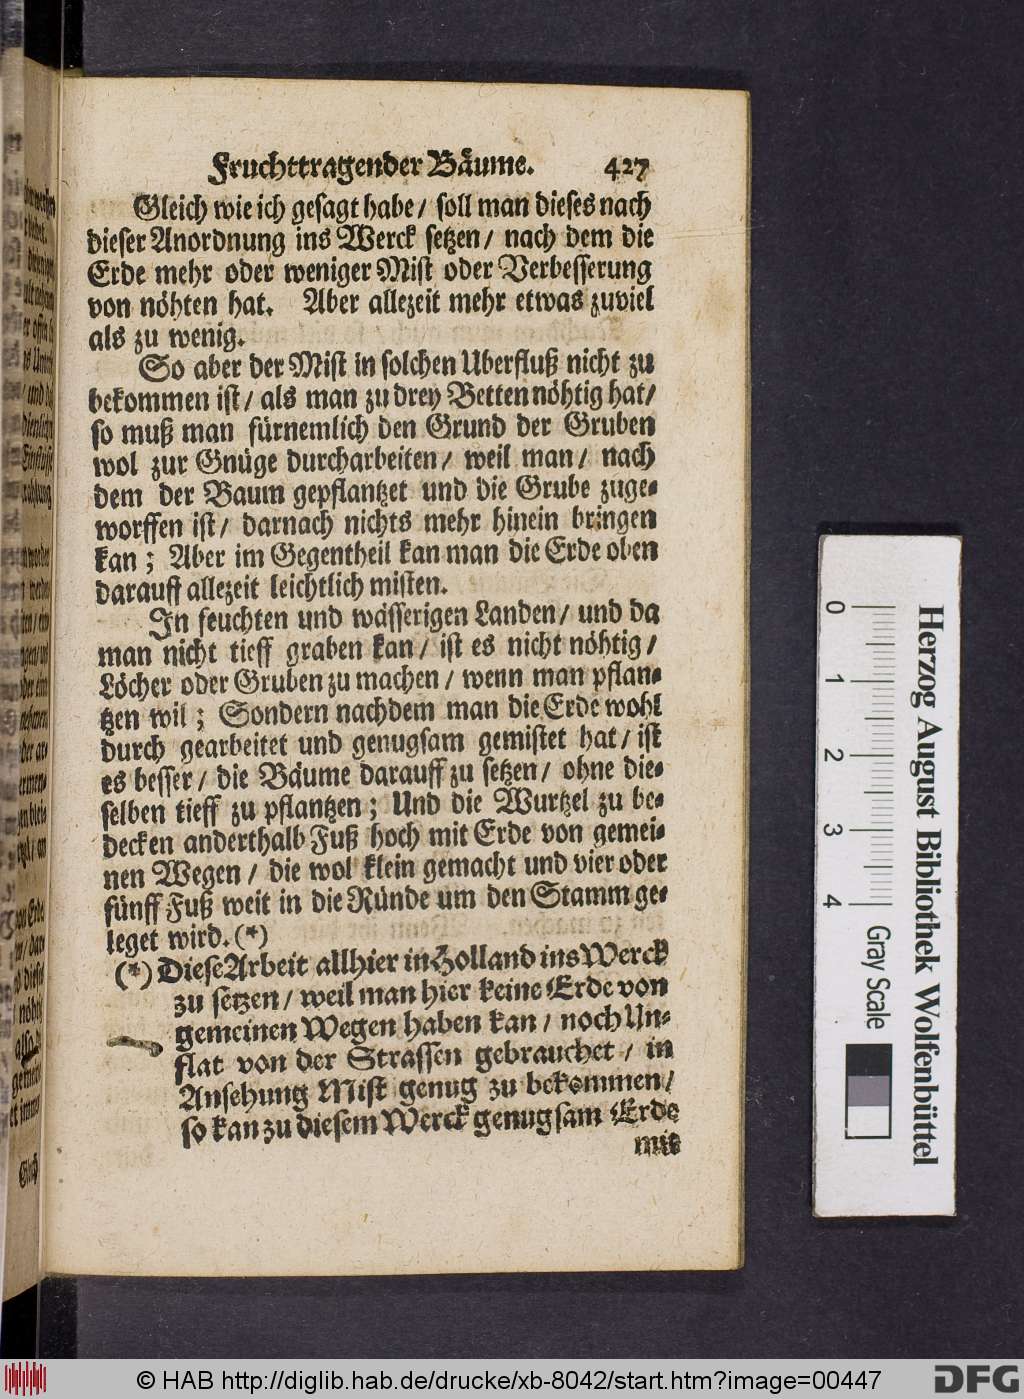 Fruchttragender Bäume. 427
Gleich wie ich gesagt habe / soll man dieses nach
dieser Anordnung ins Werck setzen / nach dem die
Erde mehr oder weniger Mist oder Verbesserung
von nöhten hat. Aber allezeit mehr etwas zuviel
als zu wenig.
So aber der Mist in solchen Uberfluß nicht zu
bekommen ist / als man zu drey Betten nöhtig hat /
so muß man fürnemlich den Grund der Gruben
wol zur Gnüge durcharbeiten / weil man / nach
dem der Baum gepflantzet und die Grube zuge-
worffen ist / darnach nichts mehr hinein bringen
kan ; Aber im Gegentheil kan man die Erde oben
darauff allezeit leichtlich misten.
In feuchten und wässerigen Landen / und da
man nicht tieff graben kan / ist es nicht nöhtig /
Löcher oder Gruben zu machen / wenn man pflan-
tzen wil ; Sondern nachdem man die Erde wohl
durch gearbeitet und genugsam gemistet hat / ist
es besser / die Bäume darauff zu setzen / ohne die-
selben tieff zu pflantzen ; Und die Wurtzel zu be-
decken anderthalb Fuß hoch mit Erde von gemei-
nen Wegen / die wol klein gemacht und vier oder
fünff Fuß weit in die Ründe um den Stamm ge-
leget wird. (*)
(*) Diese Arbeit allhier in Holland ins Werck
zu setzen / weil man hier keine Erde von
gemeinen Wegen haben kan / noch Un-
flat von der Strassen gebrauchet / in
Ansehung Mist genug zu bekommen /
so kan zu diesem Werck genugsam Erde
mit
Herzog August Bibliothek Wolfenbüttel
0 1 2 3 4
Gray Scale
© HAB http://diglib.hab.de/drucke/xb-8042/start.htm?image=00447
DFG